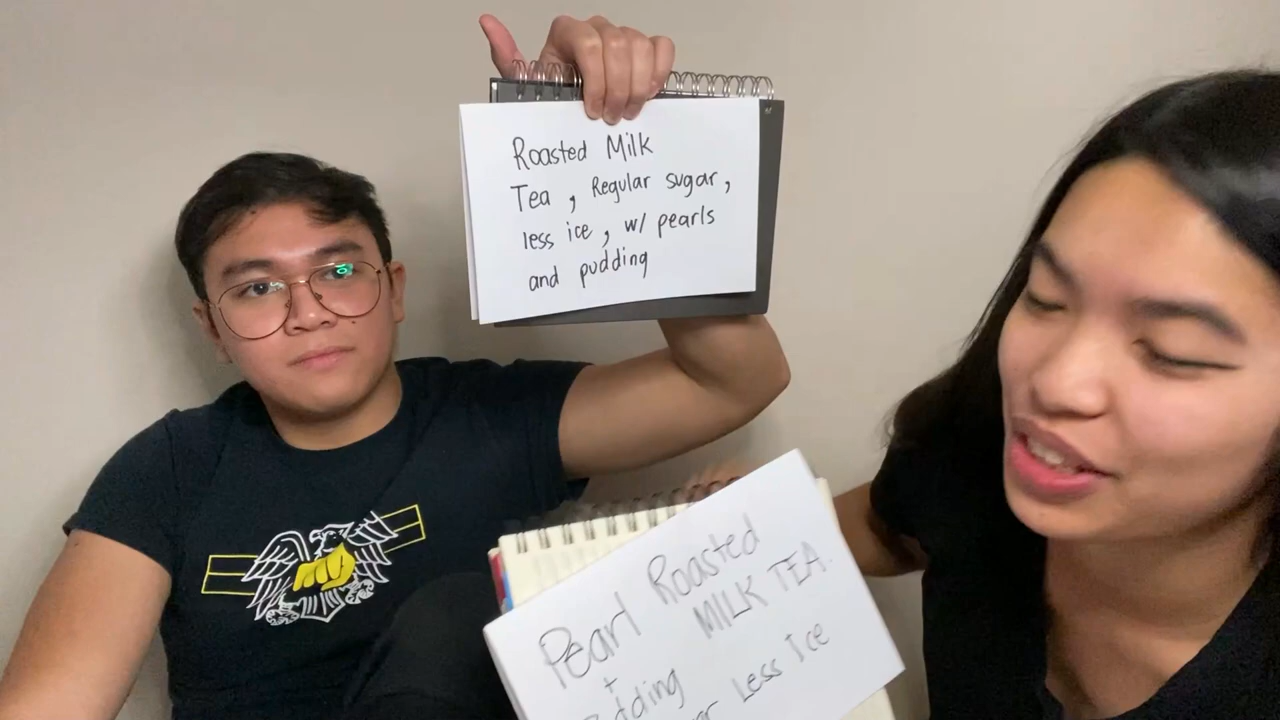 Roasted Milk
Tea, Regular sugar,
less ice, w/ pearls
and pudding
Pearl Roasted
MILK TEA.
+
Less ice